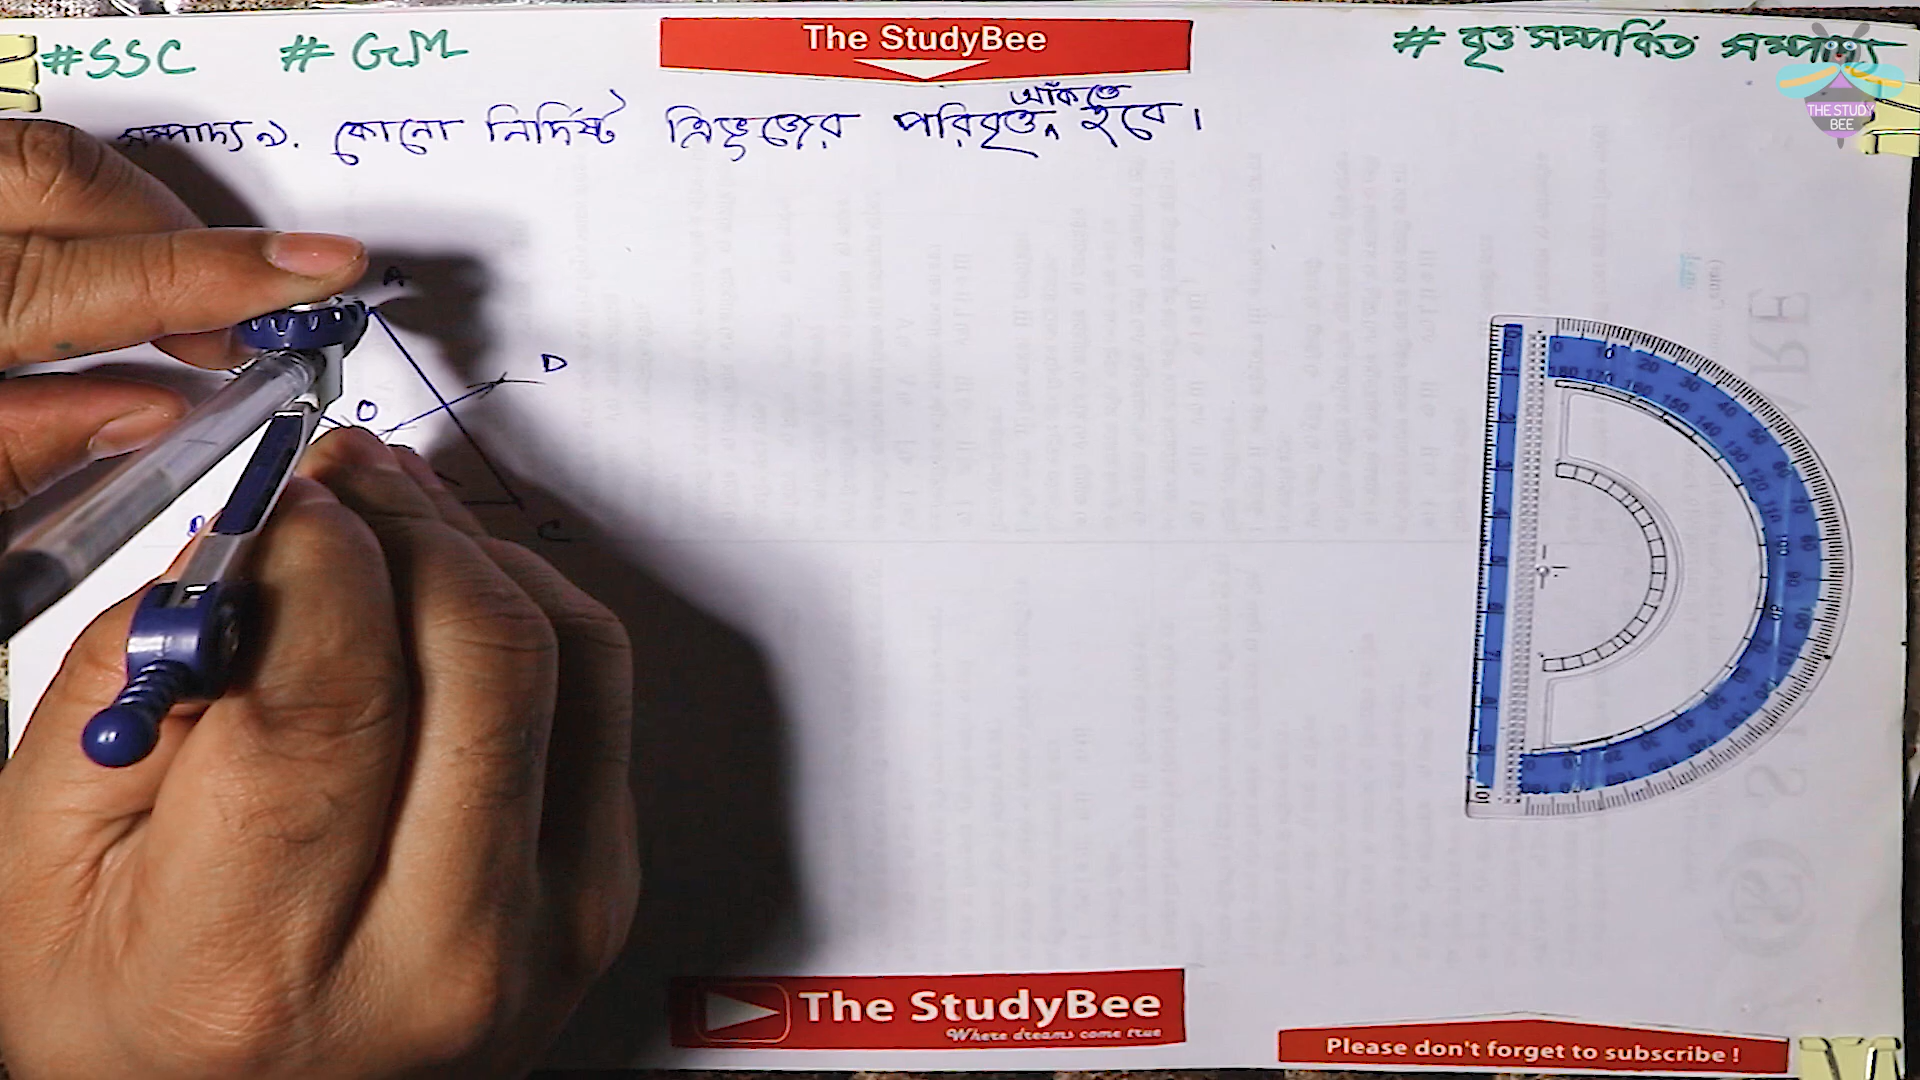 The StudyBee
#SSC # GM
# বৃত্ত সম্পর্কিত সম্পাদ্য
THE STUDY
BEE
আঁকতে
সম্পাদ্য ৯. কোনো নির্দিষ্ট ত্রিভুজের পরিবৃত্ত হবে।
A
D
O
B
C
The StudyBee
Where dreams come true
Please don't forget to subscribe !